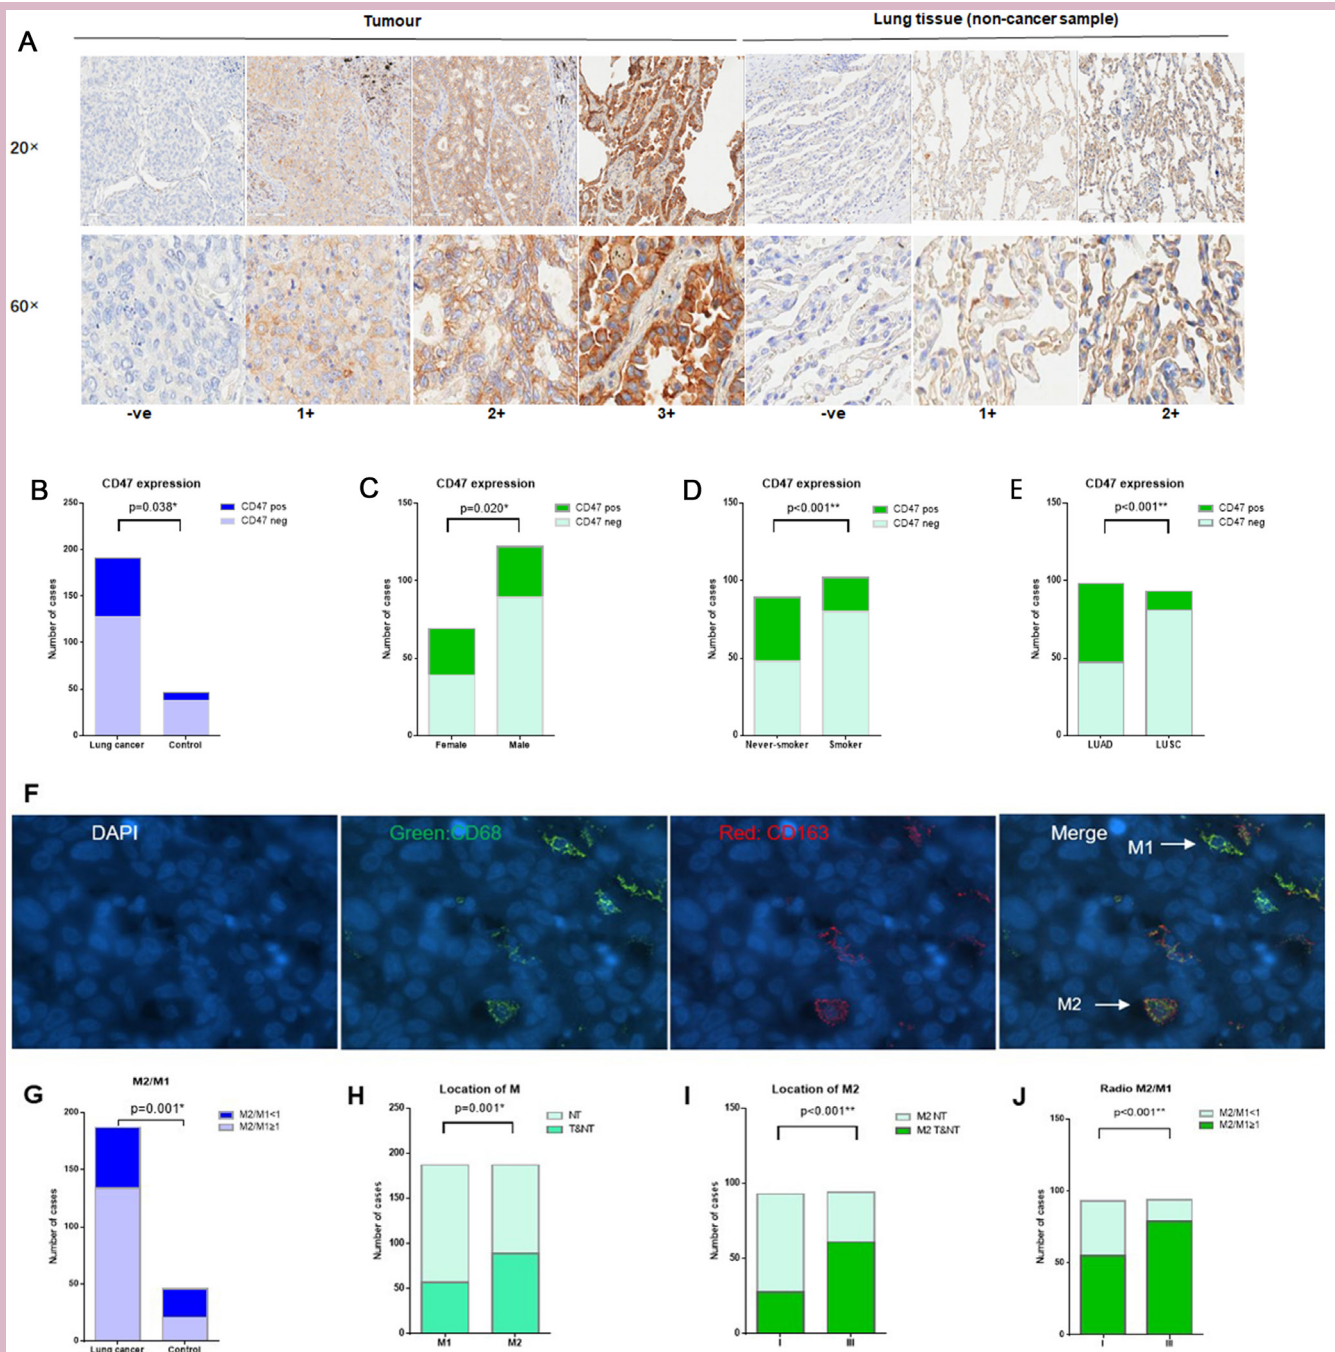 A
Tumour
Lung tissue (non-cancer sample)
20×
60×
-ve
1+
2+
3+
-ve
1+
2+
B
CD47 expression
p=0.038*
CD47 pos
CD47 neg
Number of cases
250
200
150
100
50
0
Lung cancer
Control
C
CD47 expression
p=0.020*
CD47 pos
CD47 neg
Number of cases
150
100
50
0
Female
Male
D
CD47 expression
p<0.001**
CD47 pos
CD47 neg
Number of cases
150
100
50
0
Never-smoker
Smoker
E
CD47 expression
p<0.001**
CD47 pos
CD47 neg
Number of cases
150
100
50
0
LUAD
LUSC
F
DAPI
Green:CD68
Red: CD163
Merge
M1
M2
G
M2/M1
p=0.001*
M2/M1<1
M2/M1≥1
Number of cases
200
150
100
50
0
Lung cancer
Control
H
Location of M
p=0.001*
NT
T&NT
Number of cases
250
200
150
100
50
0
M1
M2
I
Location of M2
p<0.001**
M2 NT
M2 T&NT
Number of cases
150
100
50
0
I
III
J
Radio M2/M1
p<0.001**
M2/M1<1
M2/M1≥1
Number of cases
150
100
50
0
I
III